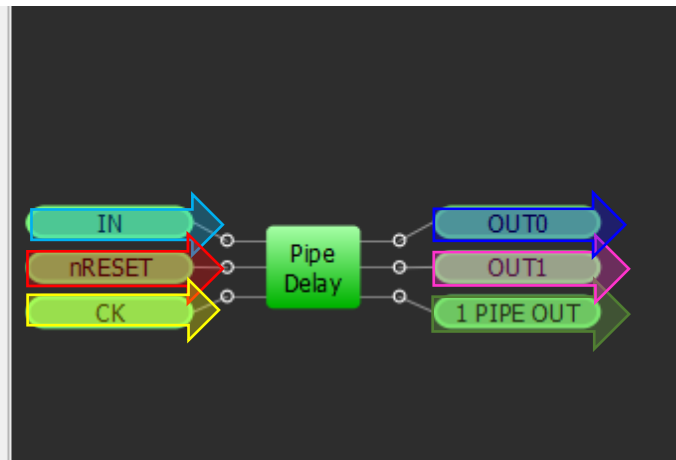 IN
nRESET
CK
Pipe
Delay
OUT0
OUT1
1 PIPE OUT